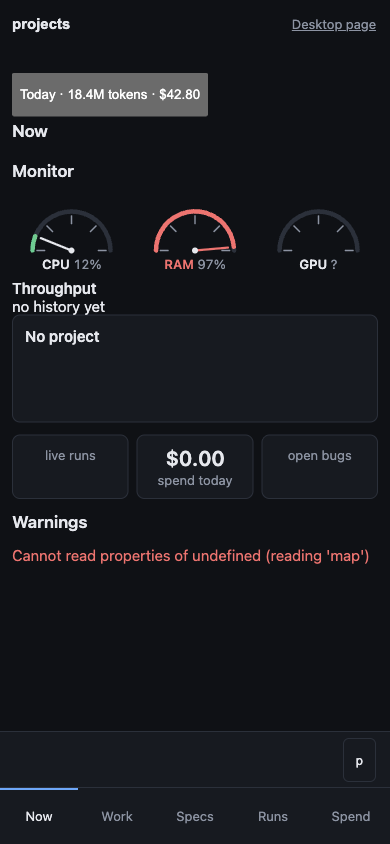 projects
Desktop page
Today · 18.4M tokens · $42.80
Now
Monitor
CPU 12%
RAM 97%
GPU ?
Throughput
no history yet
No project
live runs
$0.00
spend today
open bugs
Warnings
Cannot read properties of undefined (reading 'map')
p
Now
Work
Specs
Runs
Spend